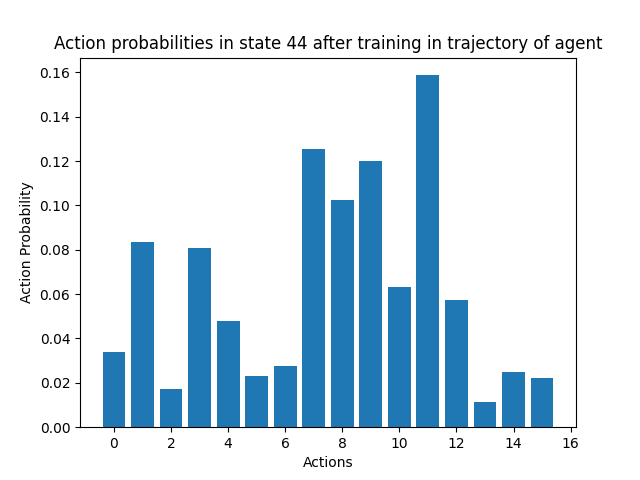 Action probabilities in state 44 after training in trajectory of agent
0.16
0.14
0.12
0.10
0.08
0.06
0.04
0.02
0.00
Action Probability
0 2 4 6 8 10 12 14 16
Actions